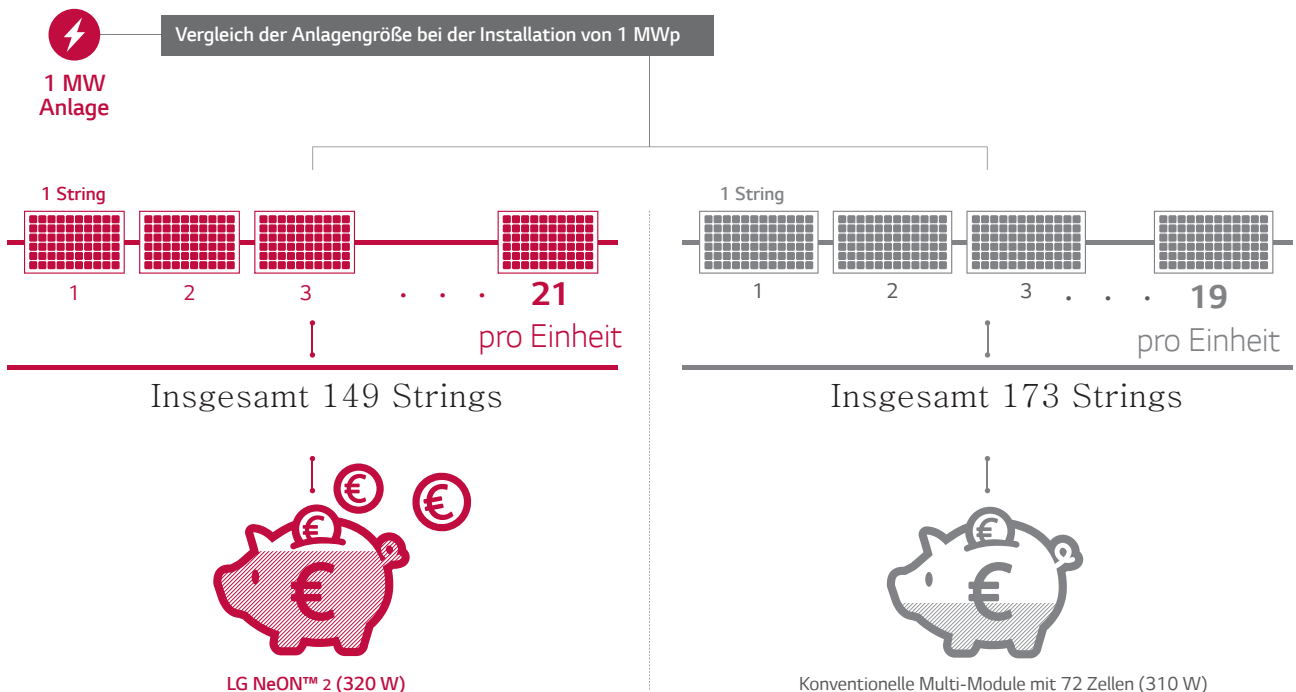 Vergleich der Anlagengröße bei der Installation von 1 MWp
1 MW
Anlage
1 String
1 2 3 . . . 21
pro Einheit
Insgesamt 149 Strings
€ € €
€
LG NeON™ 2 (320 W)
1 String
1 2 3 . . . 19
pro Einheit
Insgesamt 173 Strings
€
€
Konventionelle Multi-Module mit 72 Zellen (310 W)